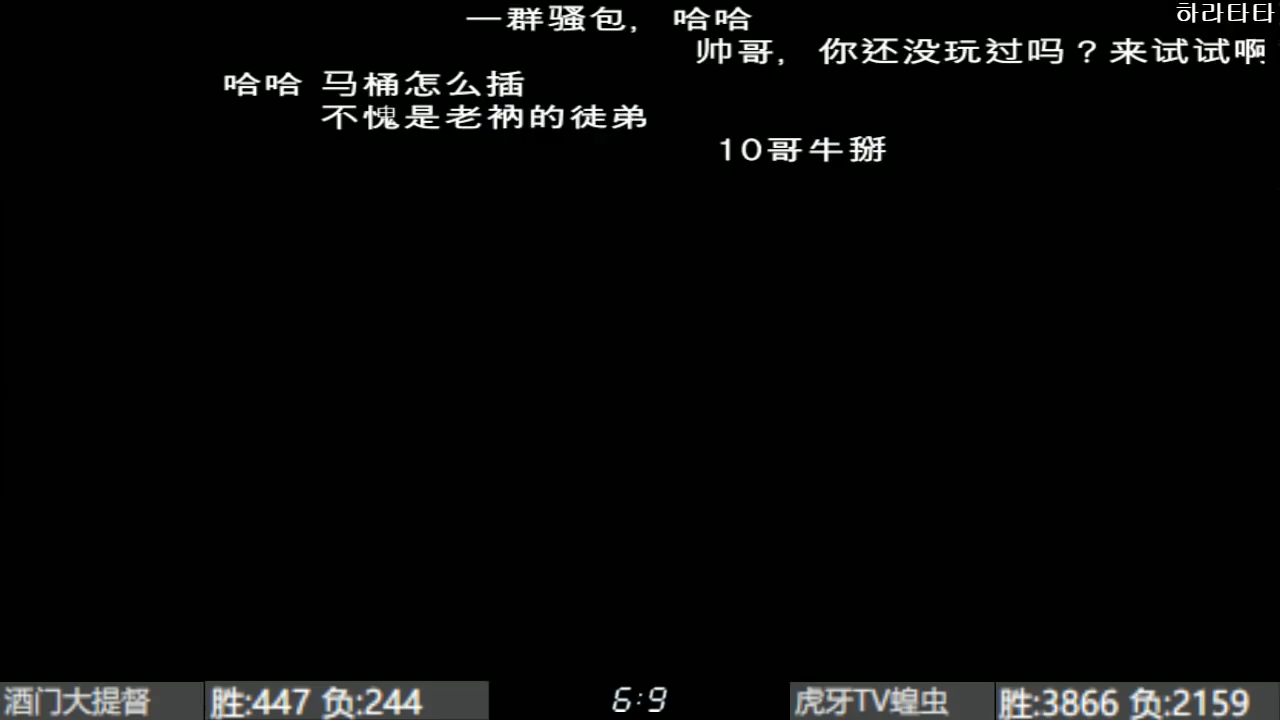 一群骚包,哈哈
하라타타
帅哥,你还没玩过吗?来试试啊
哈哈 马桶怎么插
不愧是老衲的徒弟
10哥牛掰
酒门大提督
胜:447 负:244
6:9
虎牙TV蝗虫
胜:3866 负:2159